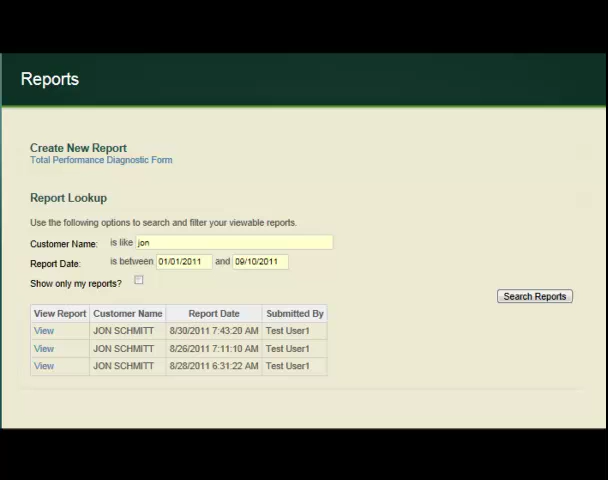 Reports
Create New Report
Total Performance Diagnostic Form
Report Lookup
Use the following options to search and filter your viewable reports.
Customer Name: is like jon
Report Date: is between 01/01/2011 and 09/10/2011
Show only my reports?
Search Reports
View Report Customer Name Report Date Submitted By
View JON SCHMITT 8/30/2011 7:43:20 AM Test User1
View JON SCHMITT 8/26/2011 7:11:10 AM Test User1
View JON SCHMITT 8/28/2011 6:31:22 AM Test User1